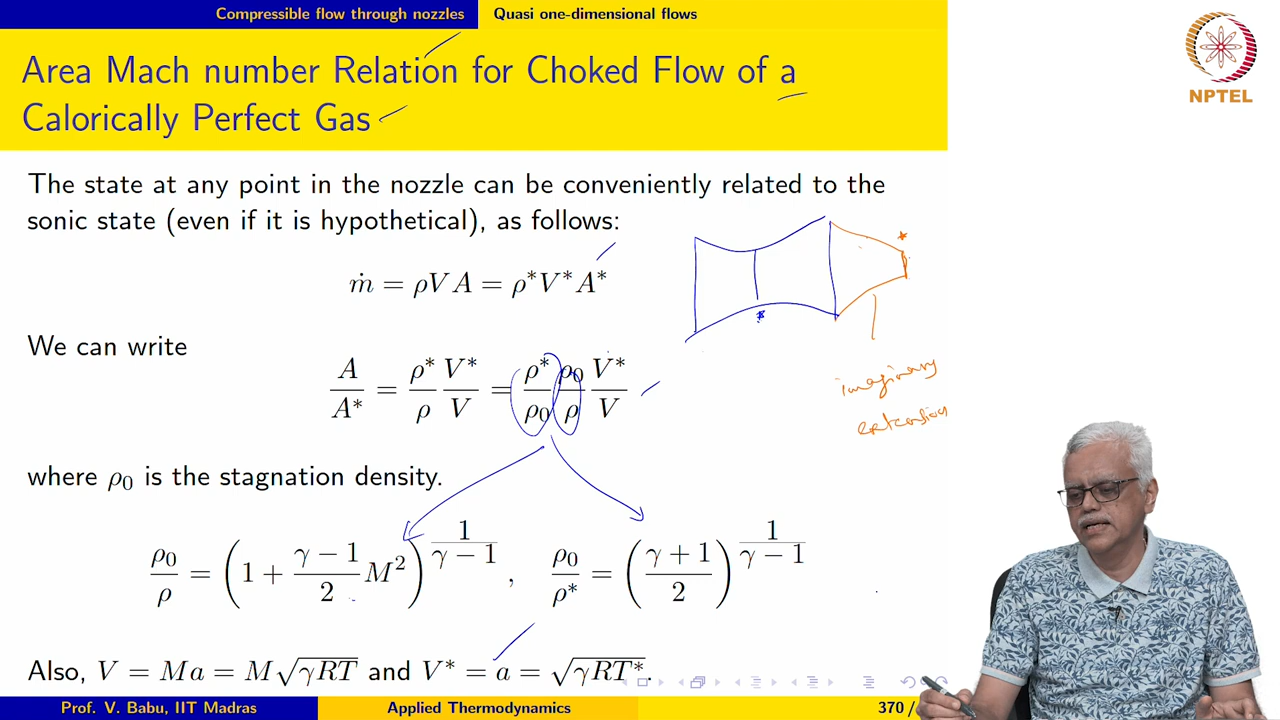 Compressible flow through nozzles Quasi one-dimensional flows
NPTEL
Area Mach number Relation for Choked Flow of a
Calorically Perfect Gas
The state at any point in the nozzle can be conveniently related to the
sonic state (even if it is hypothetical), as follows:
ṁ = ρVA = ρ*V*A*
We can write
A/A* = ρ*/ρ V*/V = ρ*/ρ₀ ρ₀/ρ V*/V
*
*
imaginary
extension
where ρ₀ is the stagnation density.
ρ₀/ρ = (1 + (γ − 1)/2 M²)^(1/(γ − 1)), ρ₀/ρ* = ((γ + 1)/2)^(1/(γ − 1))
Also, V = Ma = M√γRT and V* = a = √γRT*.
Prof. V. Babu, IIT Madras Applied Thermodynamics 370 /